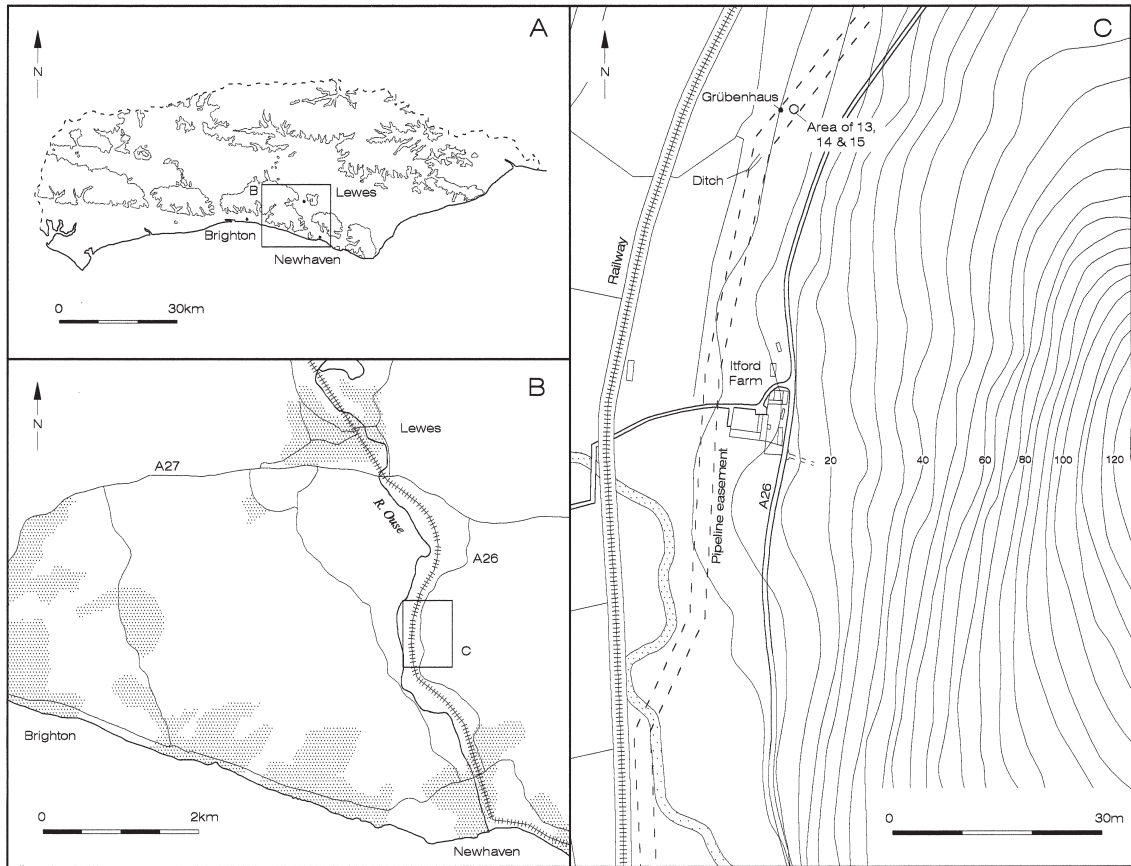 A
N
B
Lewes
Brighton
Newhaven
0 30km
B
N
Lewes
A27
R. Ouse
A26
C
Brighton
0 2km
Newhaven
C
N
Grübenhaus
Area of 13,
14 & 15
Ditch
Railway
Itford
Farm
20 40 60 80 100 120
A26
Pipeline easement
0 30m